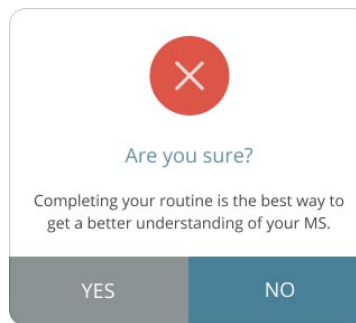 Are you sure?
Completing your routine is the best way to
get a better understanding of your MS.
YES NO